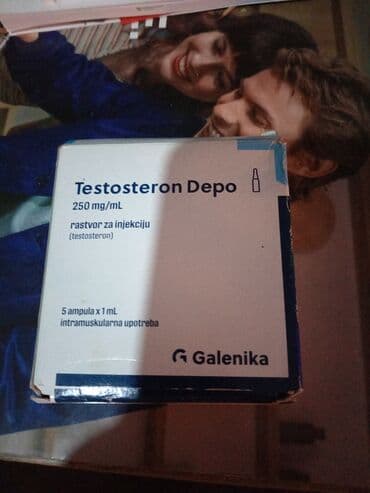 Testosteron Depo
250 mg/mL
rastvor za injekciju
(testosteron)
5 ampula x 1 mL
intramuskularna upotreba
Galenika